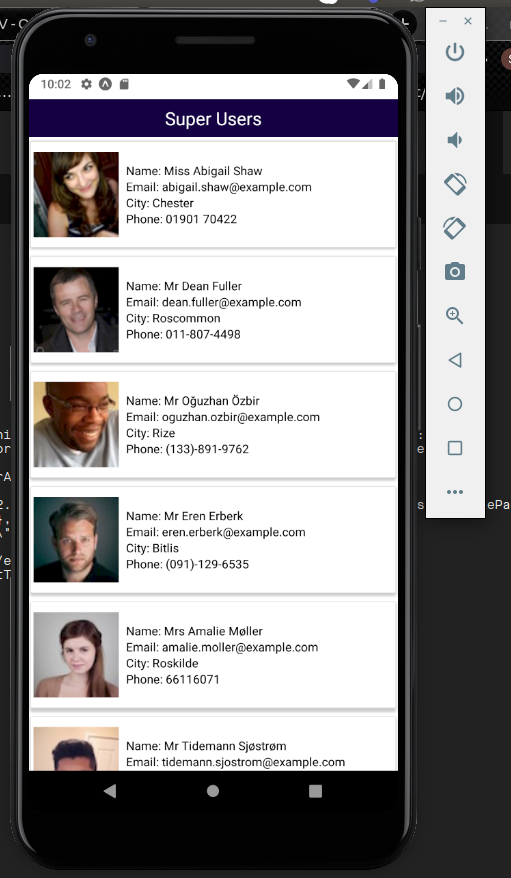 10:02
Super Users
Name: Miss Abigail Shaw
Email: abigail.shaw@example.com
City: Chester
Phone: 01901 70422
Name: Mr Dean Fuller
Email: dean.fuller@example.com
City: Roscommon
Phone: 011-807-4498
Name: Mr Oğuzhan Özbir
Email: oguzhan.ozbir@example.com
City: Rize
Phone: (133)-891-9762
Name: Mr Eren Erberk
Email: eren.erberk@example.com
City: Bitlis
Phone: (091)-129-6535
Name: Mrs Amalie Møller
Email: amalie.moller@example.com
City: Roskilde
Phone: 66116071
Name: Mr Tidemann Sjøstrøm
Email: tidemann.sjostrom@example.com